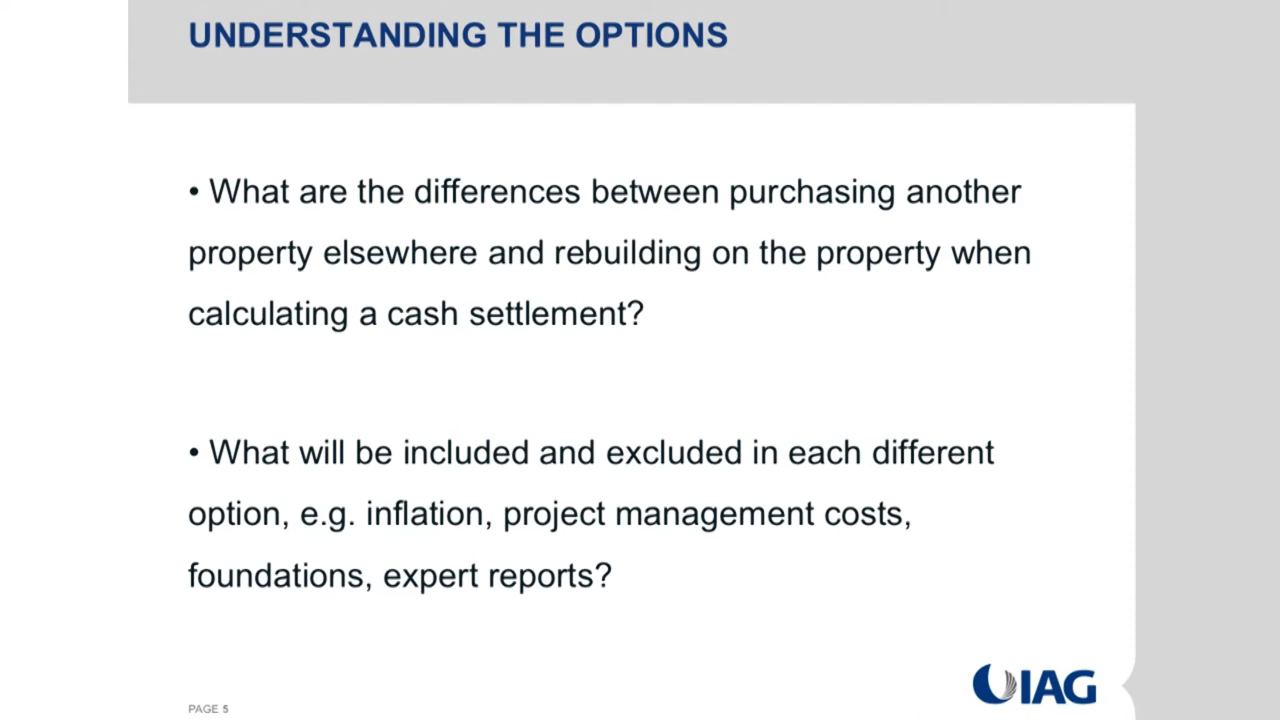 UNDERSTANDING THE OPTIONS
• What are the differences between purchasing another
property elsewhere and rebuilding on the property when
calculating a cash settlement?
• What will be included and excluded in each different
option, e.g. inflation, project management costs,
foundations, expert reports?
IAG
PAGE 5